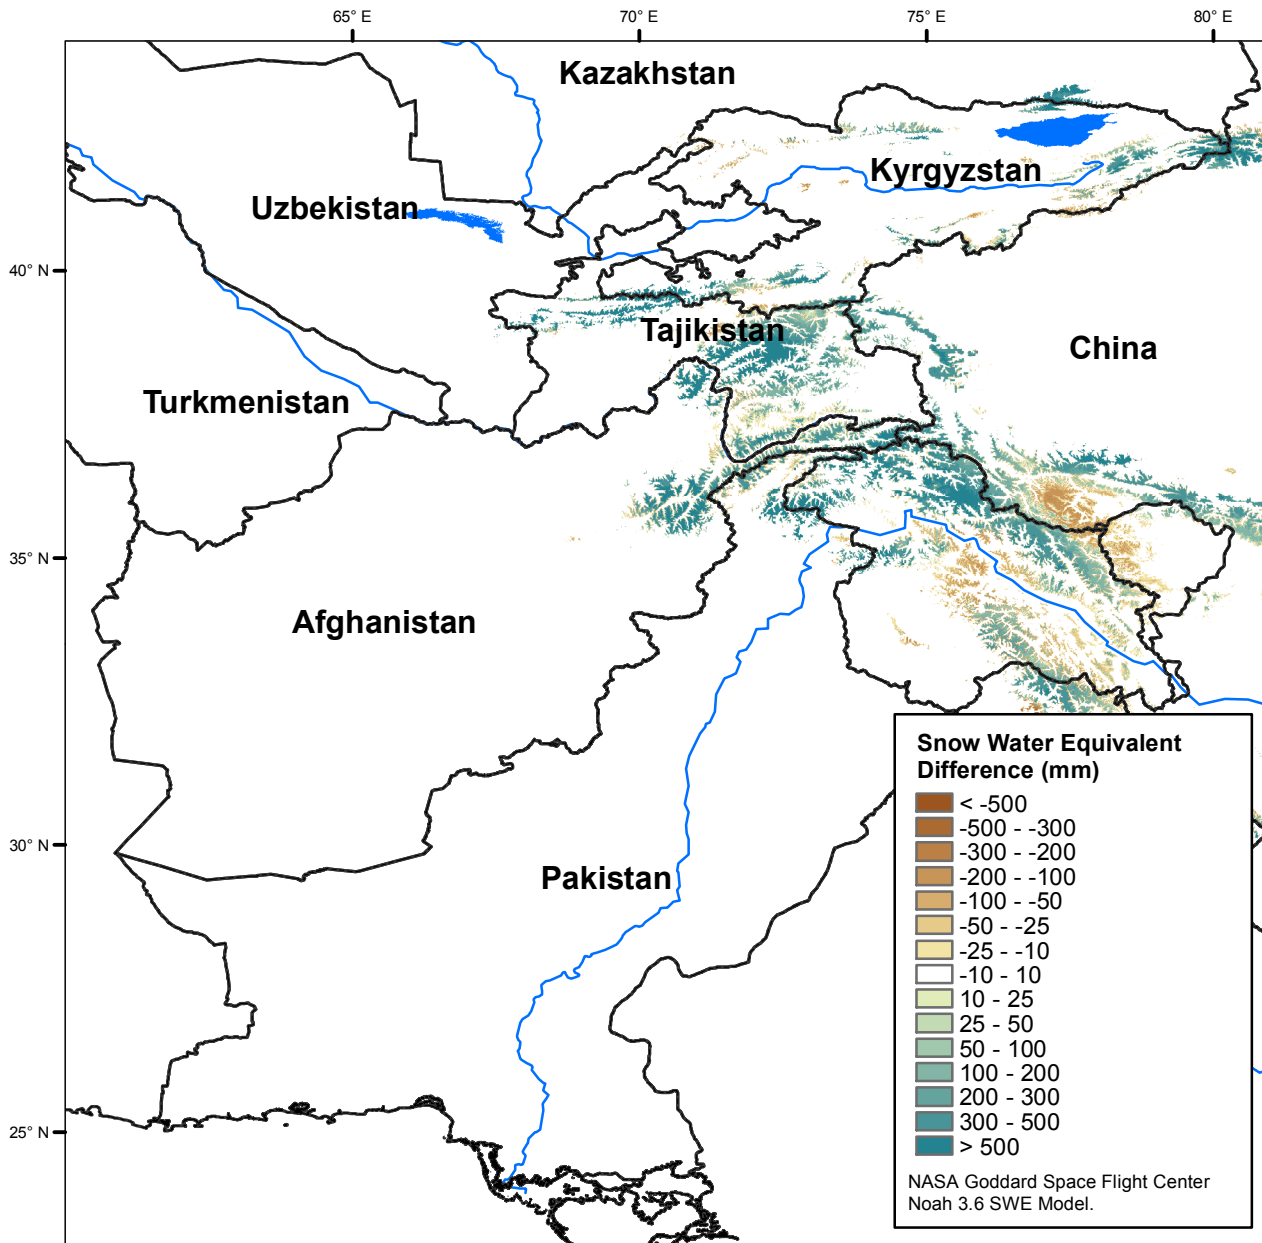 65° E
70° E
75° E
80° E
Kazakhstan
Kyrgyzstan
Uzbekistan
40° N
Tajikistan
China
Turkmenistan
35° N
Afghanistan
30° N
Pakistan
25° N
Snow Water Equivalent
Difference (mm)
< -500
-500 - -300
-300 - -200
-200 - -100
-100 - -50
-50 - -25
-25 - -10
-10 - 10
10 - 25
25 - 50
50 - 100
100 - 200
200 - 300
300 - 500
> 500
NASA Goddard Space Flight Center
Noah 3.6 SWE Model.